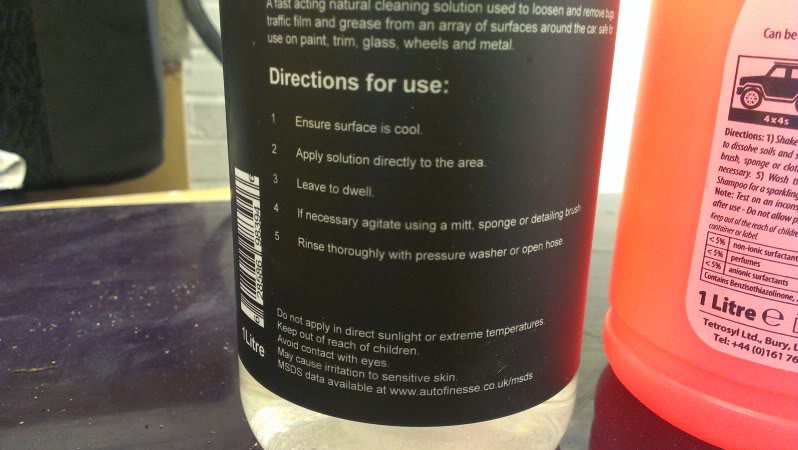 A fast acting natural cleaning solution used to loosen and remove bugs
traffic film and grease from an array of surfaces around the car. safe for
use on paint, trim, glass, wheels and metal.
Directions for use:
1 Ensure surface is cool.
2 Apply solution directly to the area.
3 Leave to dwell.
4 If necessary agitate using a mitt, sponge or detailing brush
5 Rinse thoroughly with pressure washer or open hose.
Do not apply in direct sunlight or extreme temperatures.
Keep out of reach of children.
Avoid contact with eyes.
May cause irritation to sensitive skin.
MSDS data available at www.autofinesse.co.uk/msds
1Litre
Can be
4x4s
Directions: 1) Shake
to dissolve soils and s
brush, sponge or cloth
necessary. 5) Wash t
Shampoo for a sparkling
Note: Test on an incons
after use - Do not allow p
Keep out of the reach of childre
container or label.
< 5% non-ionic surfactant
< 5% perfumes
< 5% anionic surfactants
Contains Benzisothiazolinone,
1 Litre e
Tetrosyl Ltd., Bury, L
Tel: +44 (0)161 76